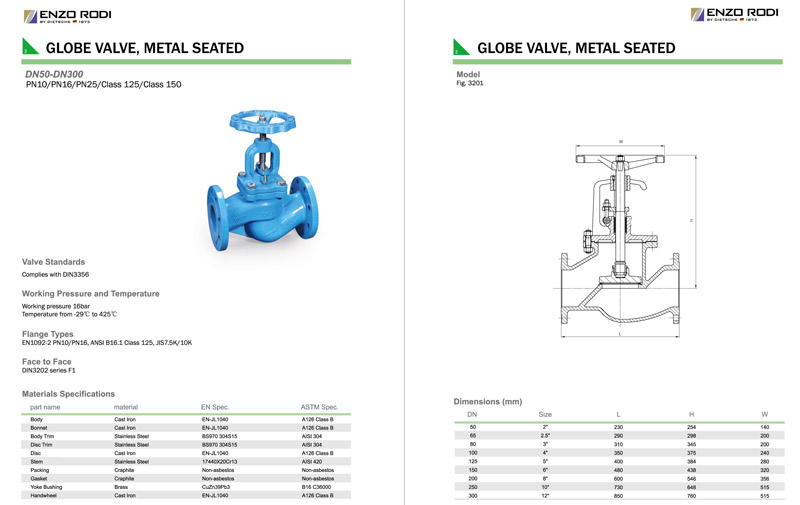 ENZO RODI
BY DIETSCHE 1873
2
GLOBE VALVE, METAL SEATED
DN50-DN300
PN10/PN16/PN25/Class 125/Class 150
Valve Standards
Complies with DIN3356
Working Pressure and Temperature
Working pressure 16bar
Temperature from -29℃ to 425℃
Flange Types
EN1092-2 PN10/PN16, ANSI B16.1 Class 125, JIS7.5K/10K
Face to Face
DIN3202 series F1
Materials Specifications
part name material EN Spec. ASTM Spec.
Body Cast Iron EN-JL1040 A126 Class B
Bonnet Cast Iron EN-JL1040 A126 Class B
Body Trim Stainless Steel BS970 304S15 AISI 304
Disc Trim Stainless Steel BS970 304S15 AISI 304
Disc Cast Iron EN-JL1040 A126 Class B
Stem Stainless Steel 17440X20Cr13 AISI 420
Packing Craphite Non-asbestos Non-asbestos
Gasket Craphite Non-asbestos Non-asbestos
Yoke Bushing Brass CuZn39Pb3 B16 C36000
Handwheel Cast Iron EN-JL1040 A126 Class B
ENZO RODI
BY DIETSCHE 1873
2
GLOBE VALVE, METAL SEATED
Model
Fig. 3201
W
H
L
Dimensions (mm)
DN Size L H W
50 2" 230 254 140
65 2.5" 290 298 200
80 3" 310 345 200
100 4" 350 375 240
125 5" 400 384 280
150 6" 480 438 320
200 8" 600 546 356
250 10" 730 648 515
300 12" 850 760 515